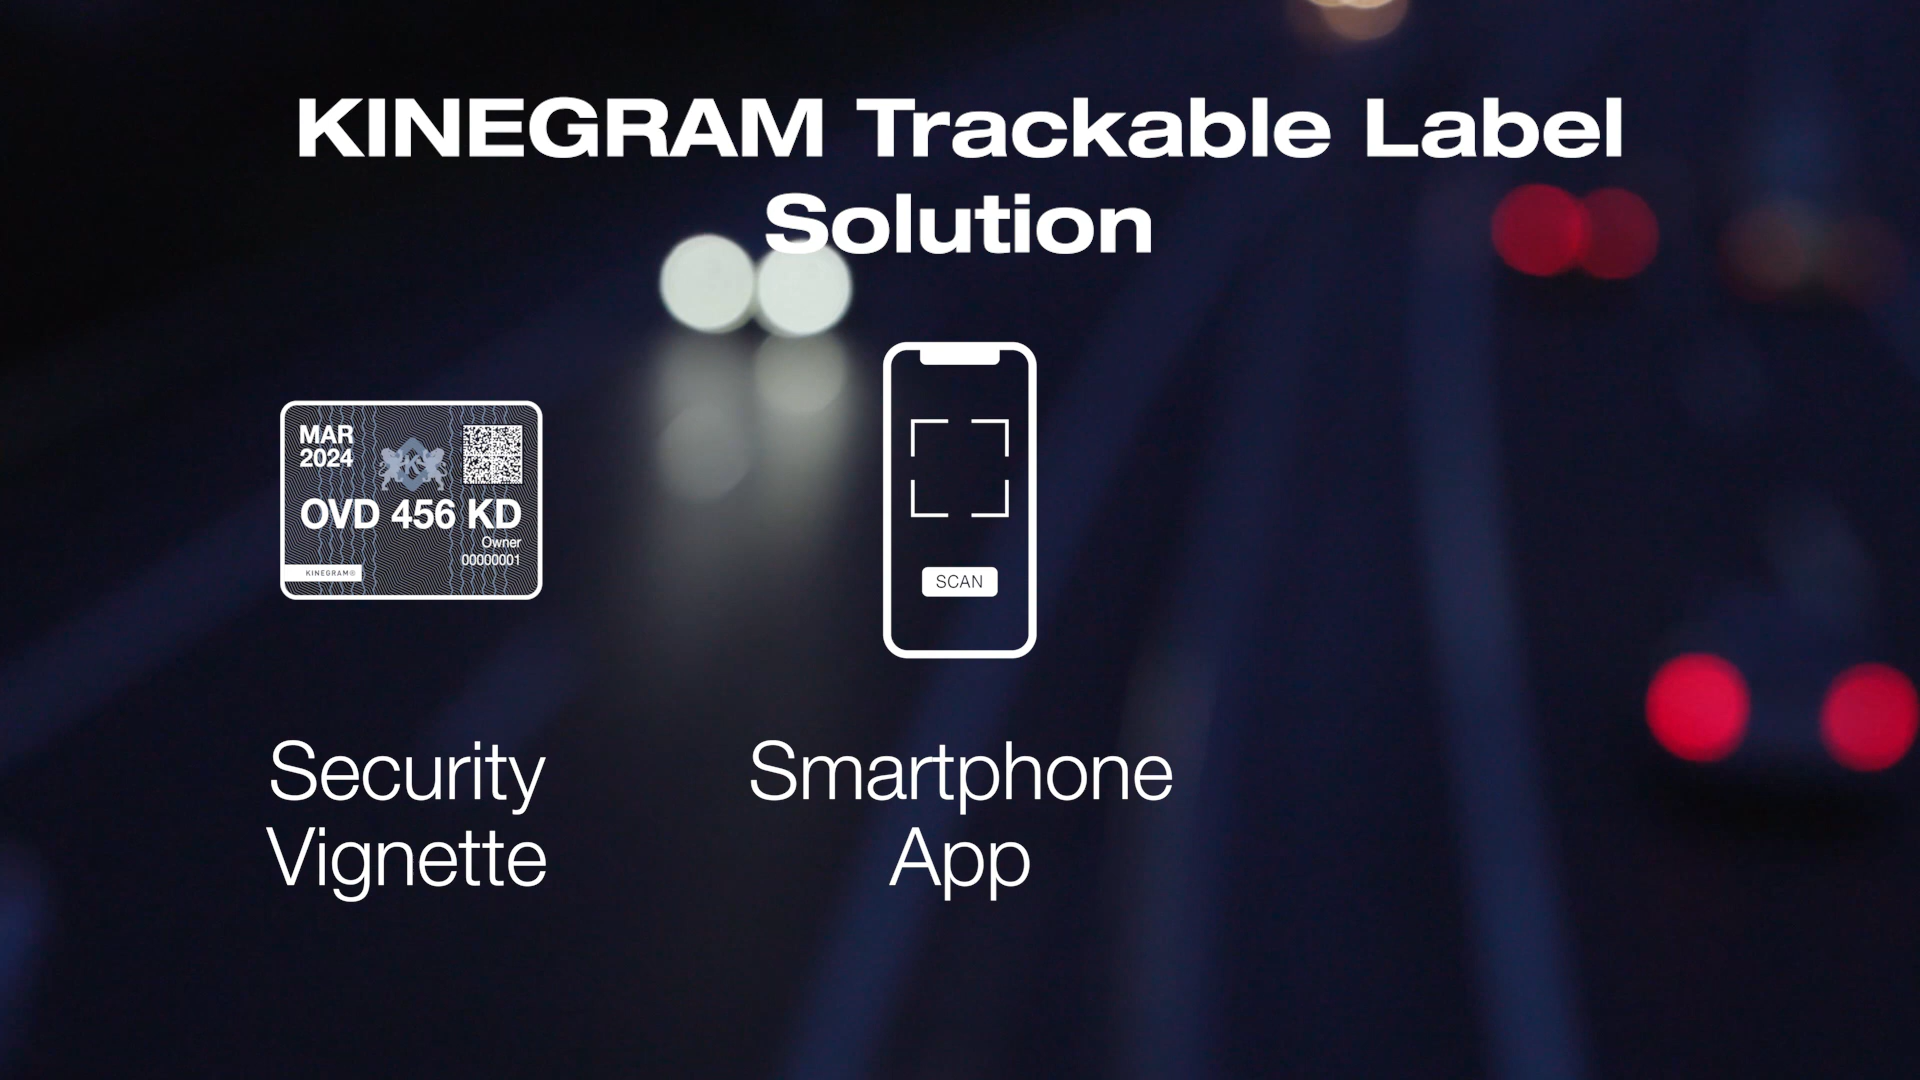 KINEGRAM Trackable Label
Solution
MAR
2024
OVD 456 KD
Owner
00000001
KINEGRAM®
SCAN
Security
Vignette
Smartphone
App